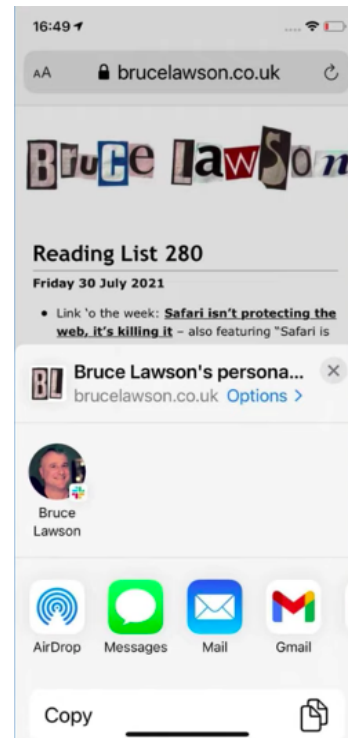 16:49
AA brucelawson.co.uk
Bruce Lawson
Reading List 280
Friday 30 July 2021
• Link 'o the week: Safari isn't protecting the
web, it's killing it – also featuring "Safari is
BL Bruce Lawson's persona...
brucelawson.co.uk Options >
Bruce
Lawson
AirDrop Messages Mail Gmail
Copy